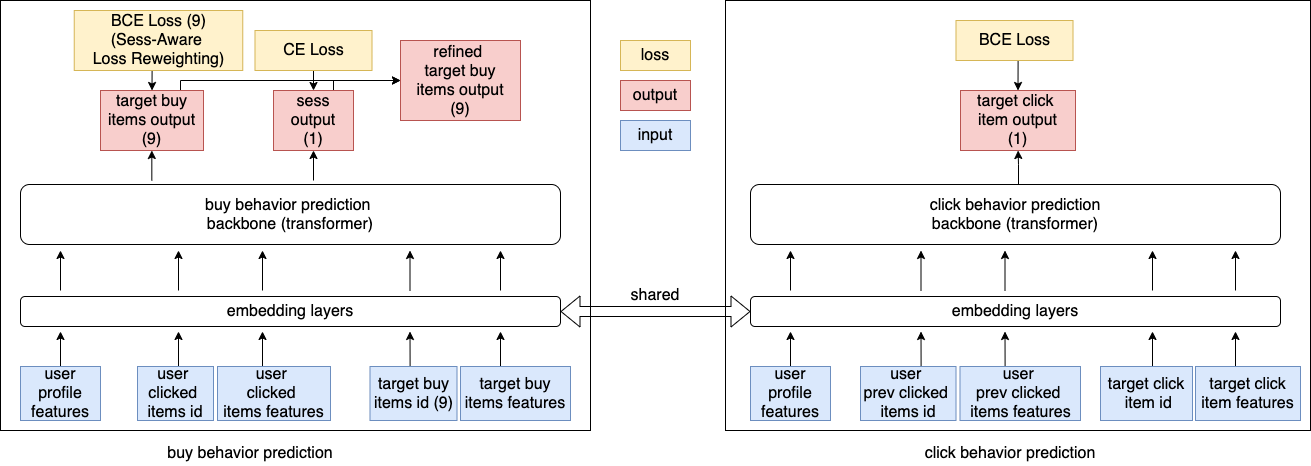 BCE Loss (9)
(Sess-Aware
Loss Reweighting)
CE Loss
refined
target buy
items output
(9)
target buy
items output
(9)
sess
output
(1)
buy behavior prediction
backbone (transformer)
embedding layers
user
profile
features
user
clicked
items id
user
clicked
items features
target buy
items id (9)
target buy
items features
buy behavior prediction
loss
output
input
shared
BCE Loss
target click
item output
(1)
click behavior prediction
backbone (transformer)
embedding layers
user
profile
features
user
prev clicked
items id
user
prev clicked
items features
target click
item id
target click
item features
click behavior prediction